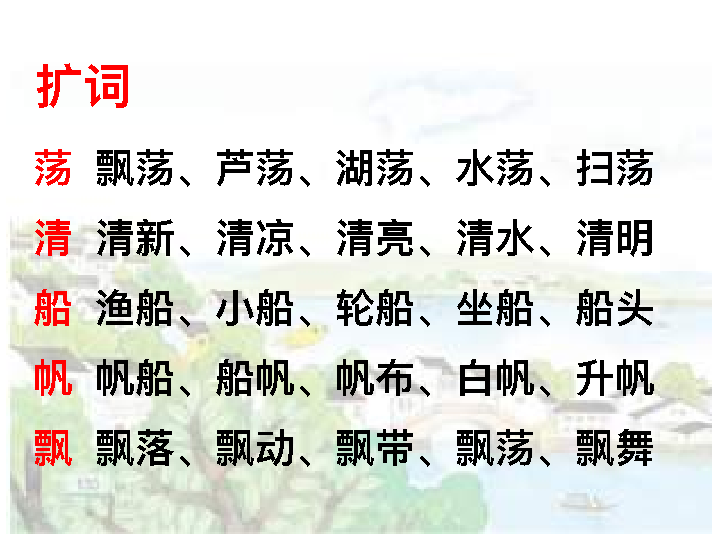 扩词
荡 飘荡、芦荡、湖荡、水荡、扫荡
清 清新、清凉、清亮、清水、清明
船 渔船、小船、轮船、坐船、船头
帆 帆船、船帆、帆布、白帆、升帆
飘 飘落、飘动、飘带、飘荡、飘舞